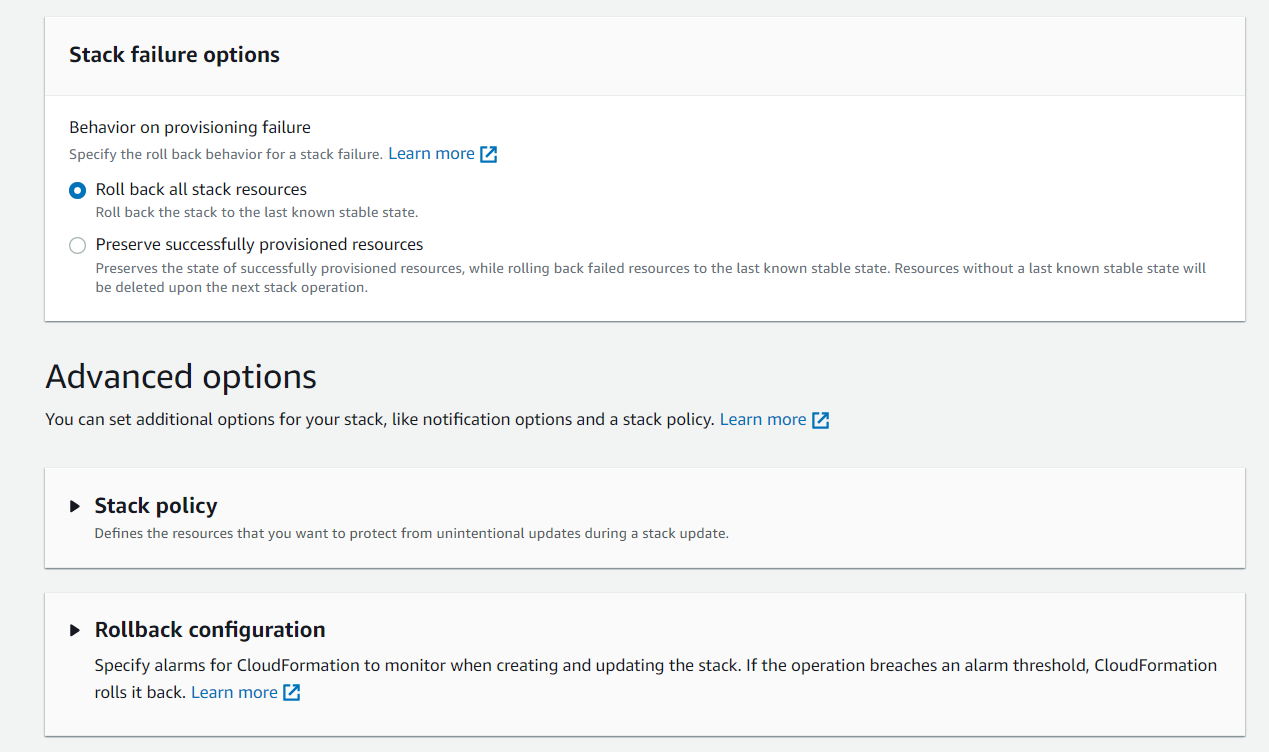 Stack failure options
Behavior on provisioning failure
Specify the roll back behavior for a stack failure. Learn more
Roll back all stack resources
Roll back the stack to the last known stable state.
Preserve successfully provisioned resources
Preserves the state of successfully provisioned resources, while rolling back failed resources to the last known stable state. Resources without a last known stable state will
be deleted upon the next stack operation.
Advanced options
You can set additional options for your stack, like notification options and a stack policy. Learn more
Stack policy
Defines the resources that you want to protect from unintentional updates during a stack update.
Rollback configuration
Specify alarms for CloudFormation to monitor when creating and updating the stack. If the operation breaches an alarm threshold, CloudFormation
rolls it back. Learn more